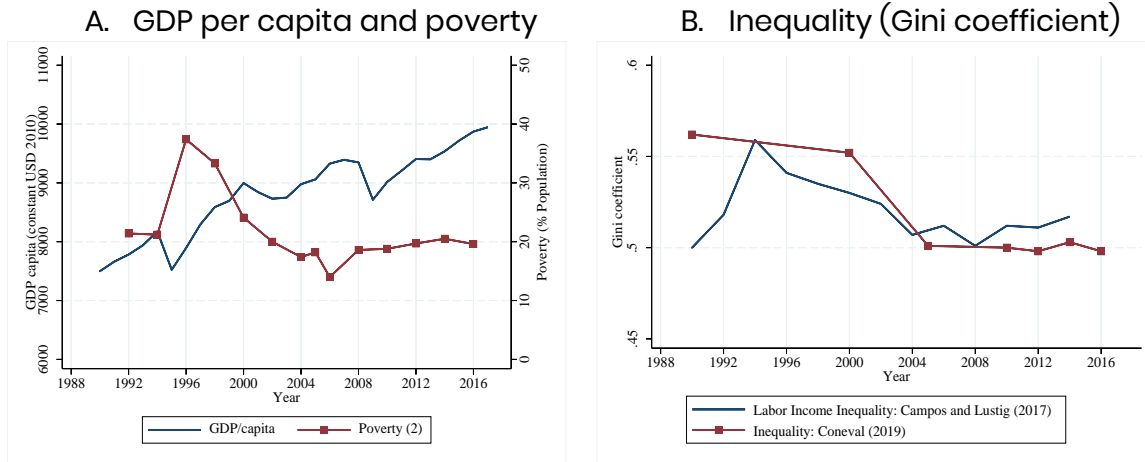 A. GDP per capita and poverty
GDP capita (constant USD 2010)
11000
10000
9000
8000
7000
6000
50
40
30
20
10
0
Poverty (% Population)
1988 1992 1996 2000 2004 2008 2012 2016
Year
GDP/capita Poverty (2)
B. Inequality (Gini coefficient)
Gini coefficient
.6
.55
.5
.45
1988 1992 1996 2000 2004 2008 2012 2016
Year
Labor Income Inequality: Campos and Lustig (2017)
Inequality: Coneval (2019)